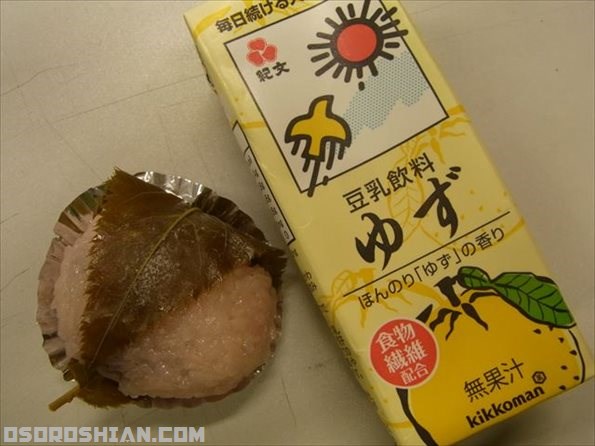 毎日続ける
紀文
豆乳飲料
ゆず
ほんのり「ゆず」の香り
食物
繊維
配合
無果汁
kikkoman
OSOROSHIAN.COM